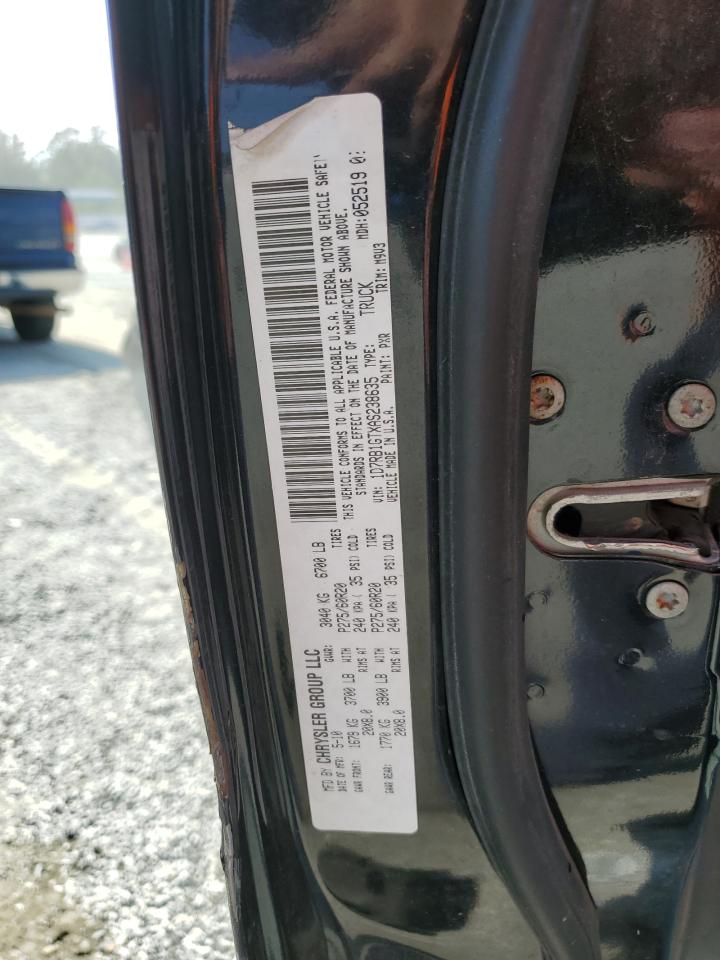 MFD BY CHRYSLER GROUP LLC
DATE OF MFR: 5-10 GVWR: 3040 KG 6700 LB
GAWR FRONT: 1679 KG 3700 LB WITH P275/60R20 TIRES
20X8.0 RIMS AT 240 KPA ( 35 PSI) COLD
GAWR REAR: 1770 KG 3900 LB WITH P275/60R20 TIRES
20X8.0 RIMS AT 240 KPA ( 35 PSI) COLD
THIS VEHICLE CONFORMS TO ALL APPLICABLE U.S.A. FEDERAL MOTOR VEHICLE
STANDARDS IN EFFECT ON THE DATE OF MANUFACTURE SHOWN ABOVE.
VIN: 1D7RB1GTXAS238635 TYPE: TRUCK MDH:052519 0:
VEHICLE MADE IN U.S.A. PAINT: PXR TRIM: M9V3